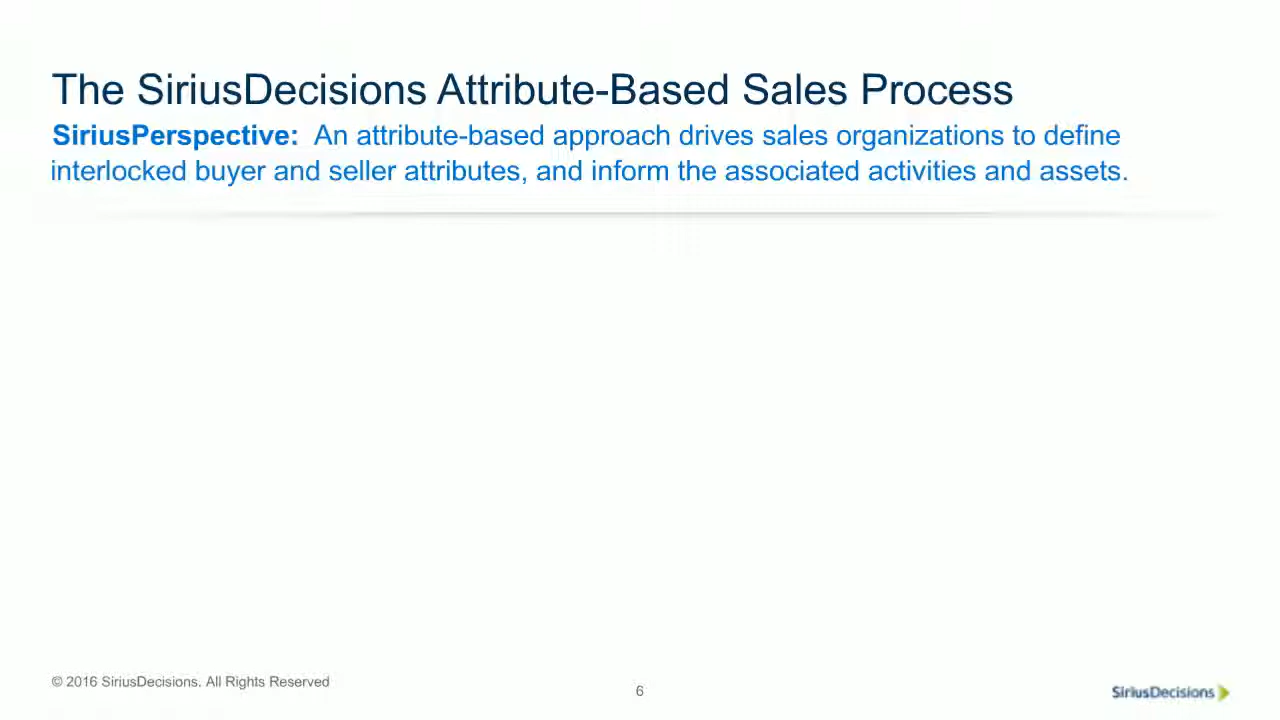 The SiriusDecisions Attribute-Based Sales Process
SiriusPerspective: An attribute-based approach drives sales organizations to define
interlocked buyer and seller attributes, and inform the associated activities and assets.
© 2016 SiriusDecisions. All Rights Reserved
6
SiriusDecisions